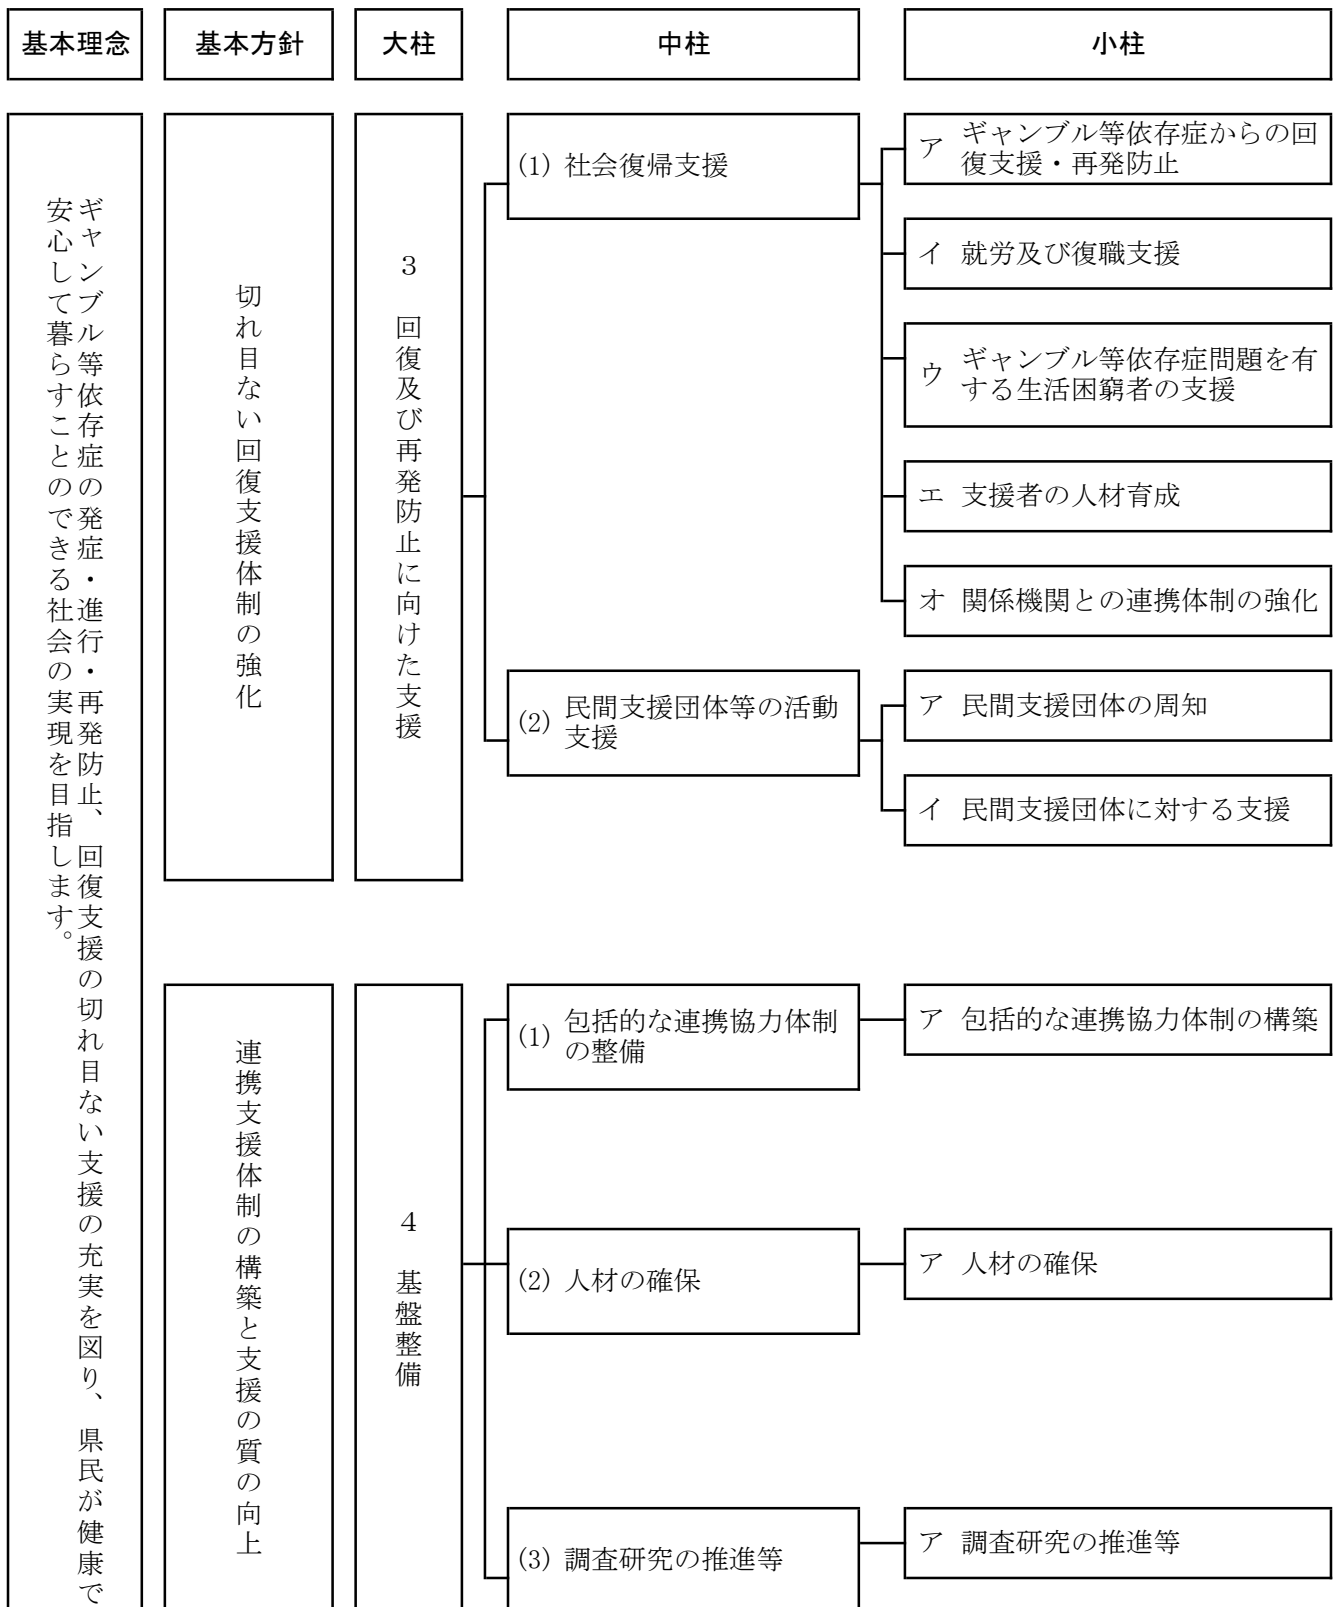 基本理念
基本方針
大柱
中柱
小柱
ギャンブル等依存症の発症・進行・再発防止、回復支援の切れ目ない支援の充実を図り、県民が健康で
安心して暮らすことのできる社会の実現を目指します。
切れ目ない回復支援体制の強化
3 回復及び再発防止に向けた支援
(1) 社会復帰支援
ア ギャンブル等依存症からの回
復支援・再発防止
イ 就労及び復職支援
ウ ギャンブル等依存症問題を有
する生活困窮者の支援
エ 支援者の人材育成
オ 関係機関との連携体制の強化
(2) 民間支援団体等の活動
支援
ア 民間支援団体の周知
イ 民間支援団体に対する支援
連携支援体制の構築と支援の質の向上
4 基盤整備
(1) 包括的な連携協力体制
の整備
ア 包括的な連携協力体制の構築
(2) 人材の確保
ア 人材の確保
(3) 調査研究の推進等
ア 調査研究の推進等